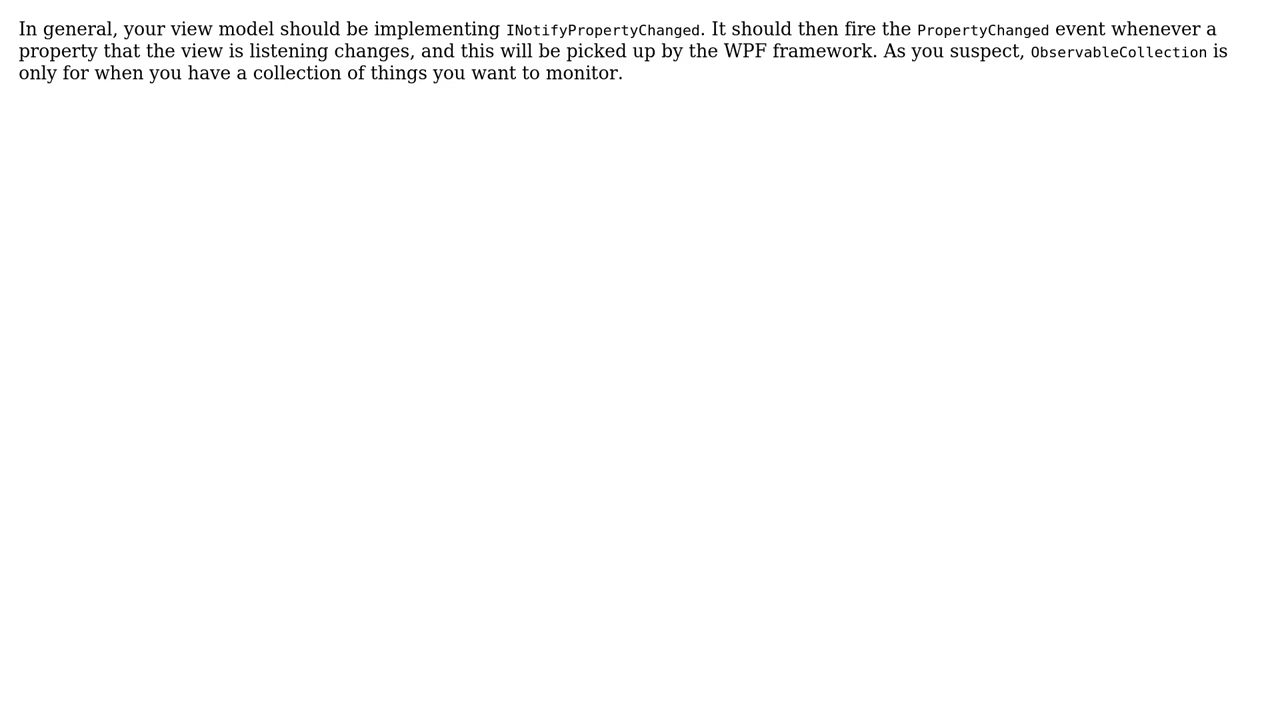 In general, your view model should be implementing INotifyPropertyChanged. It should then fire the PropertyChanged event whenever a
property that the view is listening changes, and this will be picked up by the WPF framework. As you suspect, ObservableCollection is
only for when you have a collection of things you want to monitor.